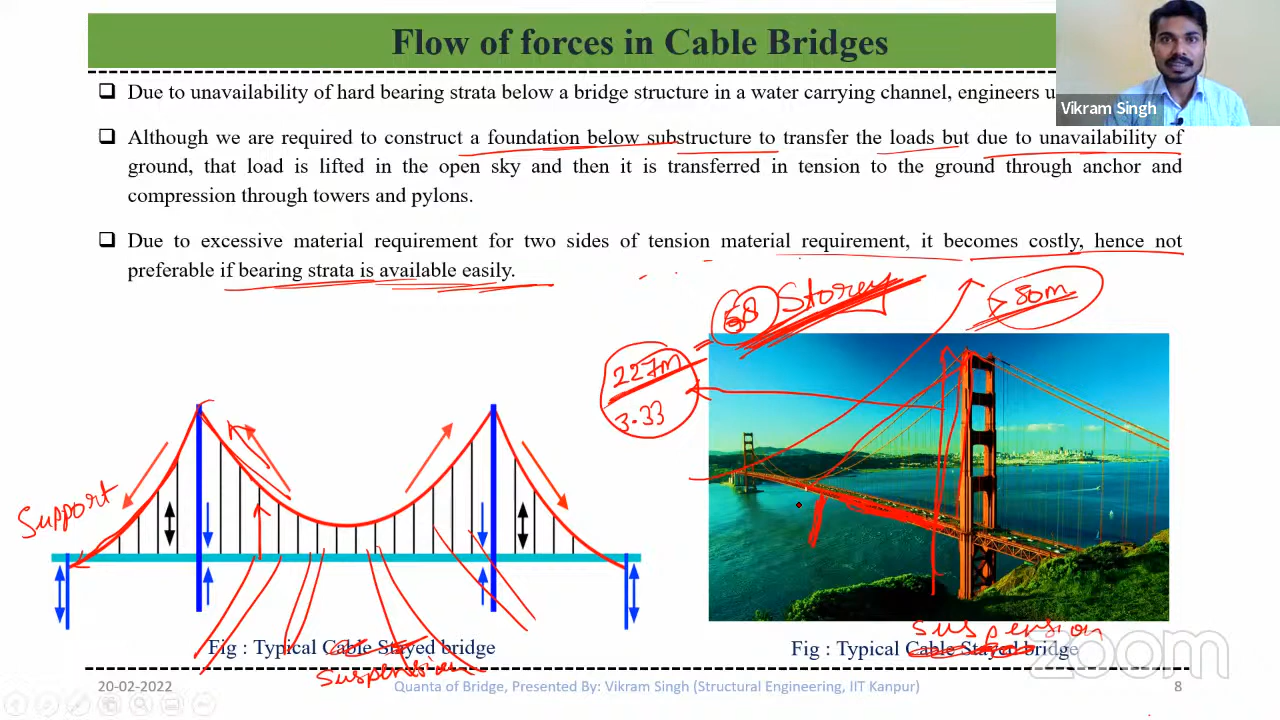 Flow of forces in Cable Bridges
Vikram Singh
Due to unavailability of hard bearing strata below a bridge structure in a water carrying channel, engineers u
Although we are required to construct a foundation below substructure to transfer the loads but due to unavailability of
ground, that load is lifted in the open sky and then it is transferred in tension to the ground through anchor and
compression through towers and pylons.
Due to excessive material requirement for two sides of tension material requirement, it becomes costly, hence not
preferable if bearing strata is available easily.
> 80m
68 Storey
227m
3.33
Support
Fig : Typical Cable Stayed bridge
suspension
suspension
Fig : Typical Cable Stayed bridge
zoom
20-02-2022
Quanta of Bridge, Presented By: Vikram Singh (Structural Engineering, IIT Kanpur)
8